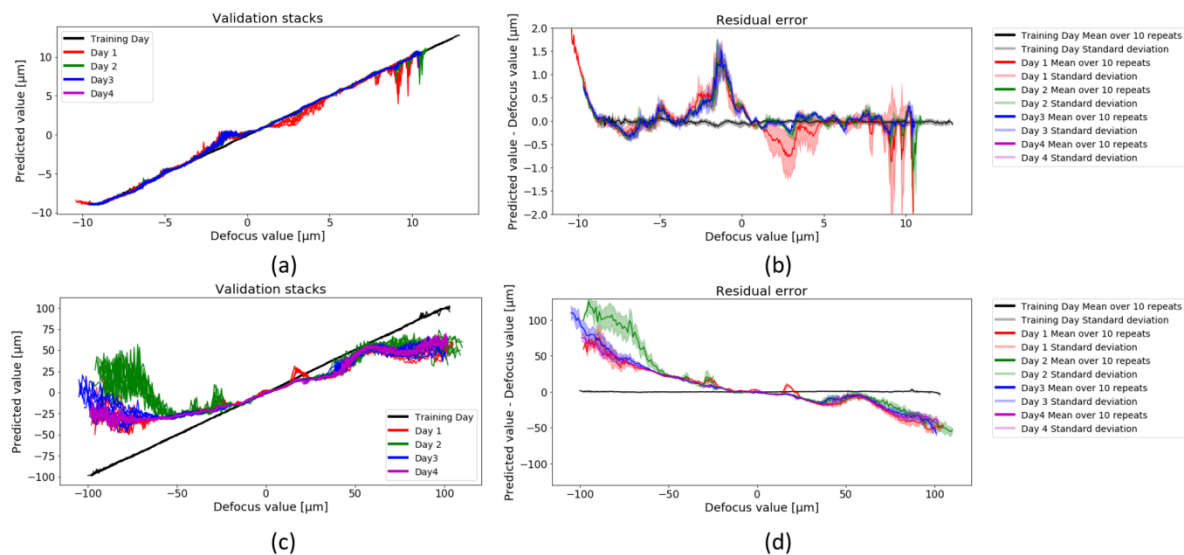 Validation stacks
Predicted value [μm]
10
5
0
−5
−10
Training Day
Day 1
Day 2
Day3
Day4
−10
−5
0
5
10
Defocus value [μm]
(a)
Residual error
Predicted value - Defocus value [μm]
2.0
1.5
1.0
0.5
0.0
−0.5
−1.0
−1.5
−2.0
−10
−5
0
5
10
Defocus value [μm]
(b)
Training Day Mean over 10 repeats
Training Day Standard deviation
Day 1 Mean over 10 repeats
Day 1 Standard deviation
Day 2 Mean over 10 repeats
Day 2 Standard deviation
Day3 Mean over 10 repeats
Day 3 Standard deviation
Day4 Mean over 10 repeats
Day 4 Standard deviation
Validation stacks
Predicted value [μm]
100
75
50
25
0
−25
−50
−75
−100
Training Day
Day 1
Day 2
Day3
Day4
−100
−50
0
50
100
Defocus value [μm]
(c)
Residual error
Predicted value - Defocus value [μm]
100
50
0
−50
−100
−100
−50
0
50
100
Defocus value [μm]
(d)
Training Day Mean over 10 repeats
Training Day Standard deviation
Day 1 Mean over 10 repeats
Day 1 Standard deviation
Day 2 Mean over 10 repeats
Day 2 Standard deviation
Day3 Mean over 10 repeats
Day 3 Standard deviation
Day4 Mean over 10 repeats
Day 4 Standard deviation